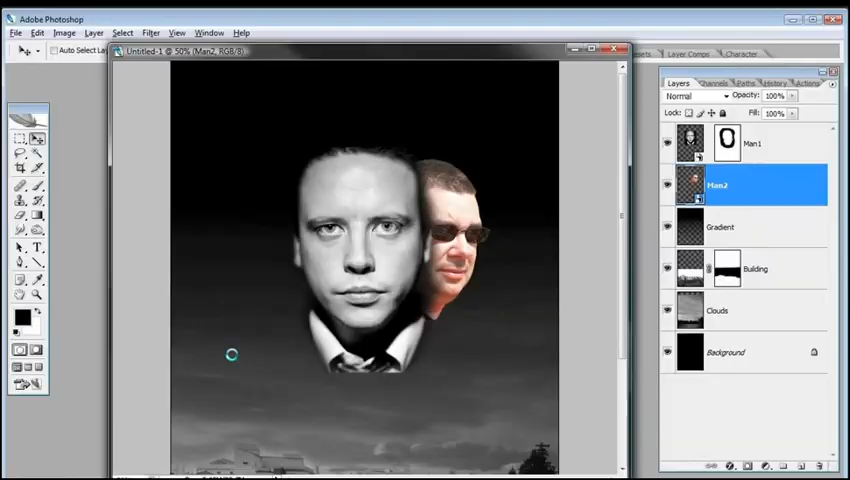 Adobe Photoshop
File Edit Image Layer Select Filter View Window Help
Auto Select Lay
Untitled-1 @ 50% (Man2, RGB/8)
Layer Comps Character
Layers Channels Paths History Actions
Normal Opacity: 100%
Lock: Fill: 100%
Man1
Man2
Gradient
Building
Clouds
Background